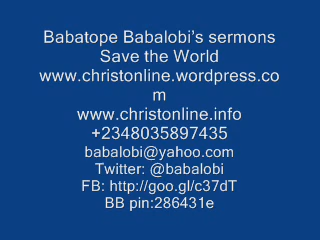 Babatope Babalobi's sermons
Save the World
www.christonline.wordpress.co
m
www.christonline.info
+2348035897435
babalobi@yahoo.com
Twitter: @babalobi
FB: http://goo.gl/c37dT
BB pin:286431e